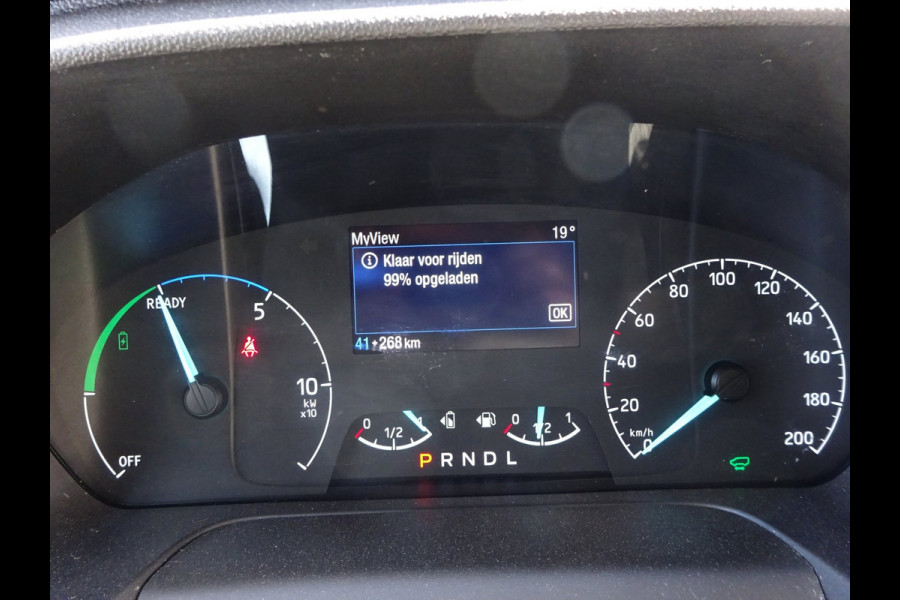 MyView 19°
Klaar voor rijden
99% opgeladen
OK
41+268 km
READY
5
10
kW
x10
OFF
0 1/2 1
0 1/2 1
P R N D L
0
20
40
60
80
100
120
140
160
180
200
km/h